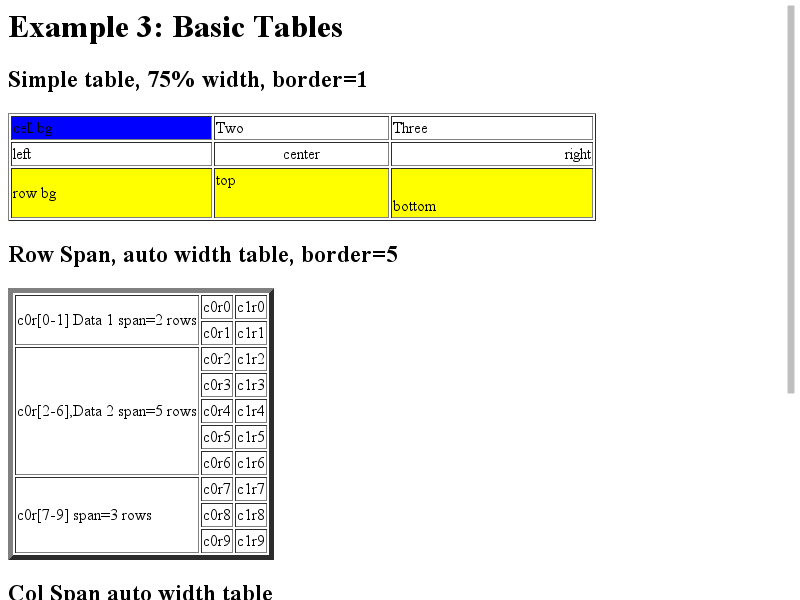 Example 3: Basic Tables
Simple table, 75% width, border=1
cell bg Two Three
left center right
row bg top bottom
Row Span, auto width table, border=5
c0r[0-1] Data 1 span=2 rows c0r0 c1r0
c0r1 c1r1
c0r[2-6],Data 2 span=5 rows c0r2 c1r2
c0r3 c1r3
c0r4 c1r4
c0r5 c1r5
c0r6 c1r6
c0r[7-9] span=3 rows c0r7 c1r7
c0r8 c1r8
c0r9 c1r9
Col Span auto width table